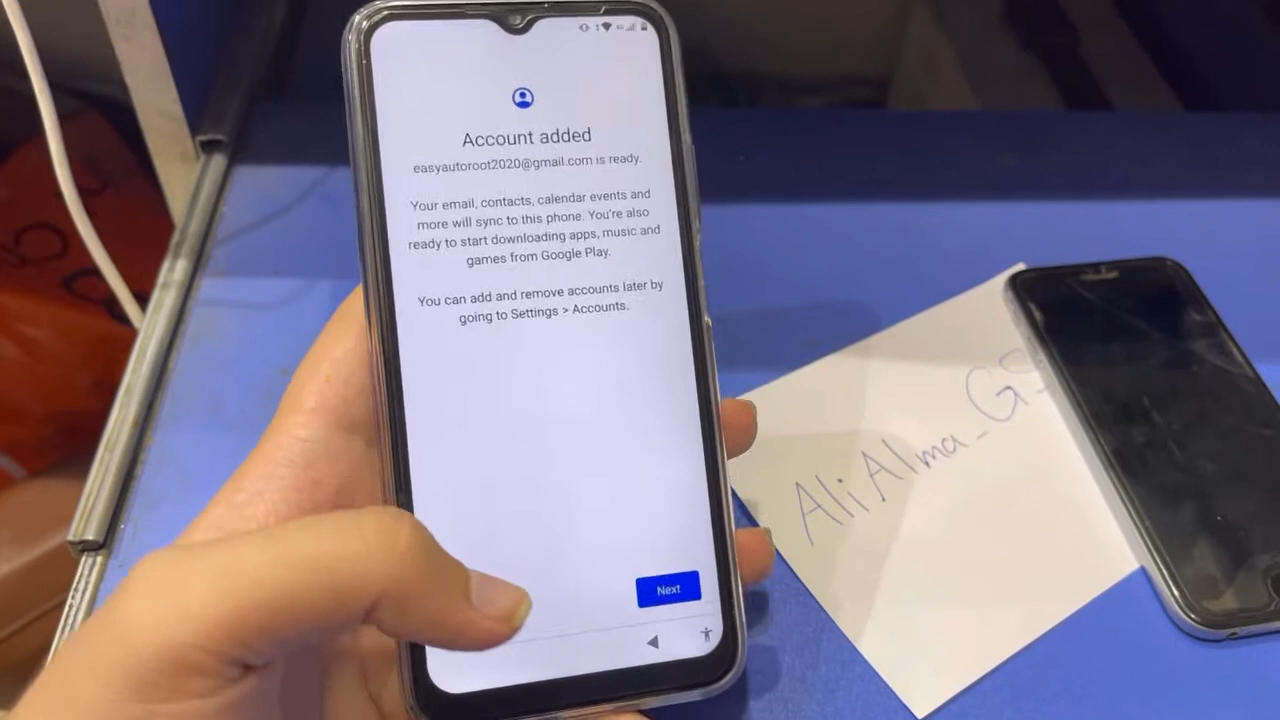 Account added
easyautoroot2020@gmail.com is ready.
Your email, contacts, calendar events and
more will sync to this phone. You're also
ready to start downloading apps, music and
games from Google Play.
You can add and remove accounts later by
going to Settings > Accounts.
Next
Ali Alma_GS